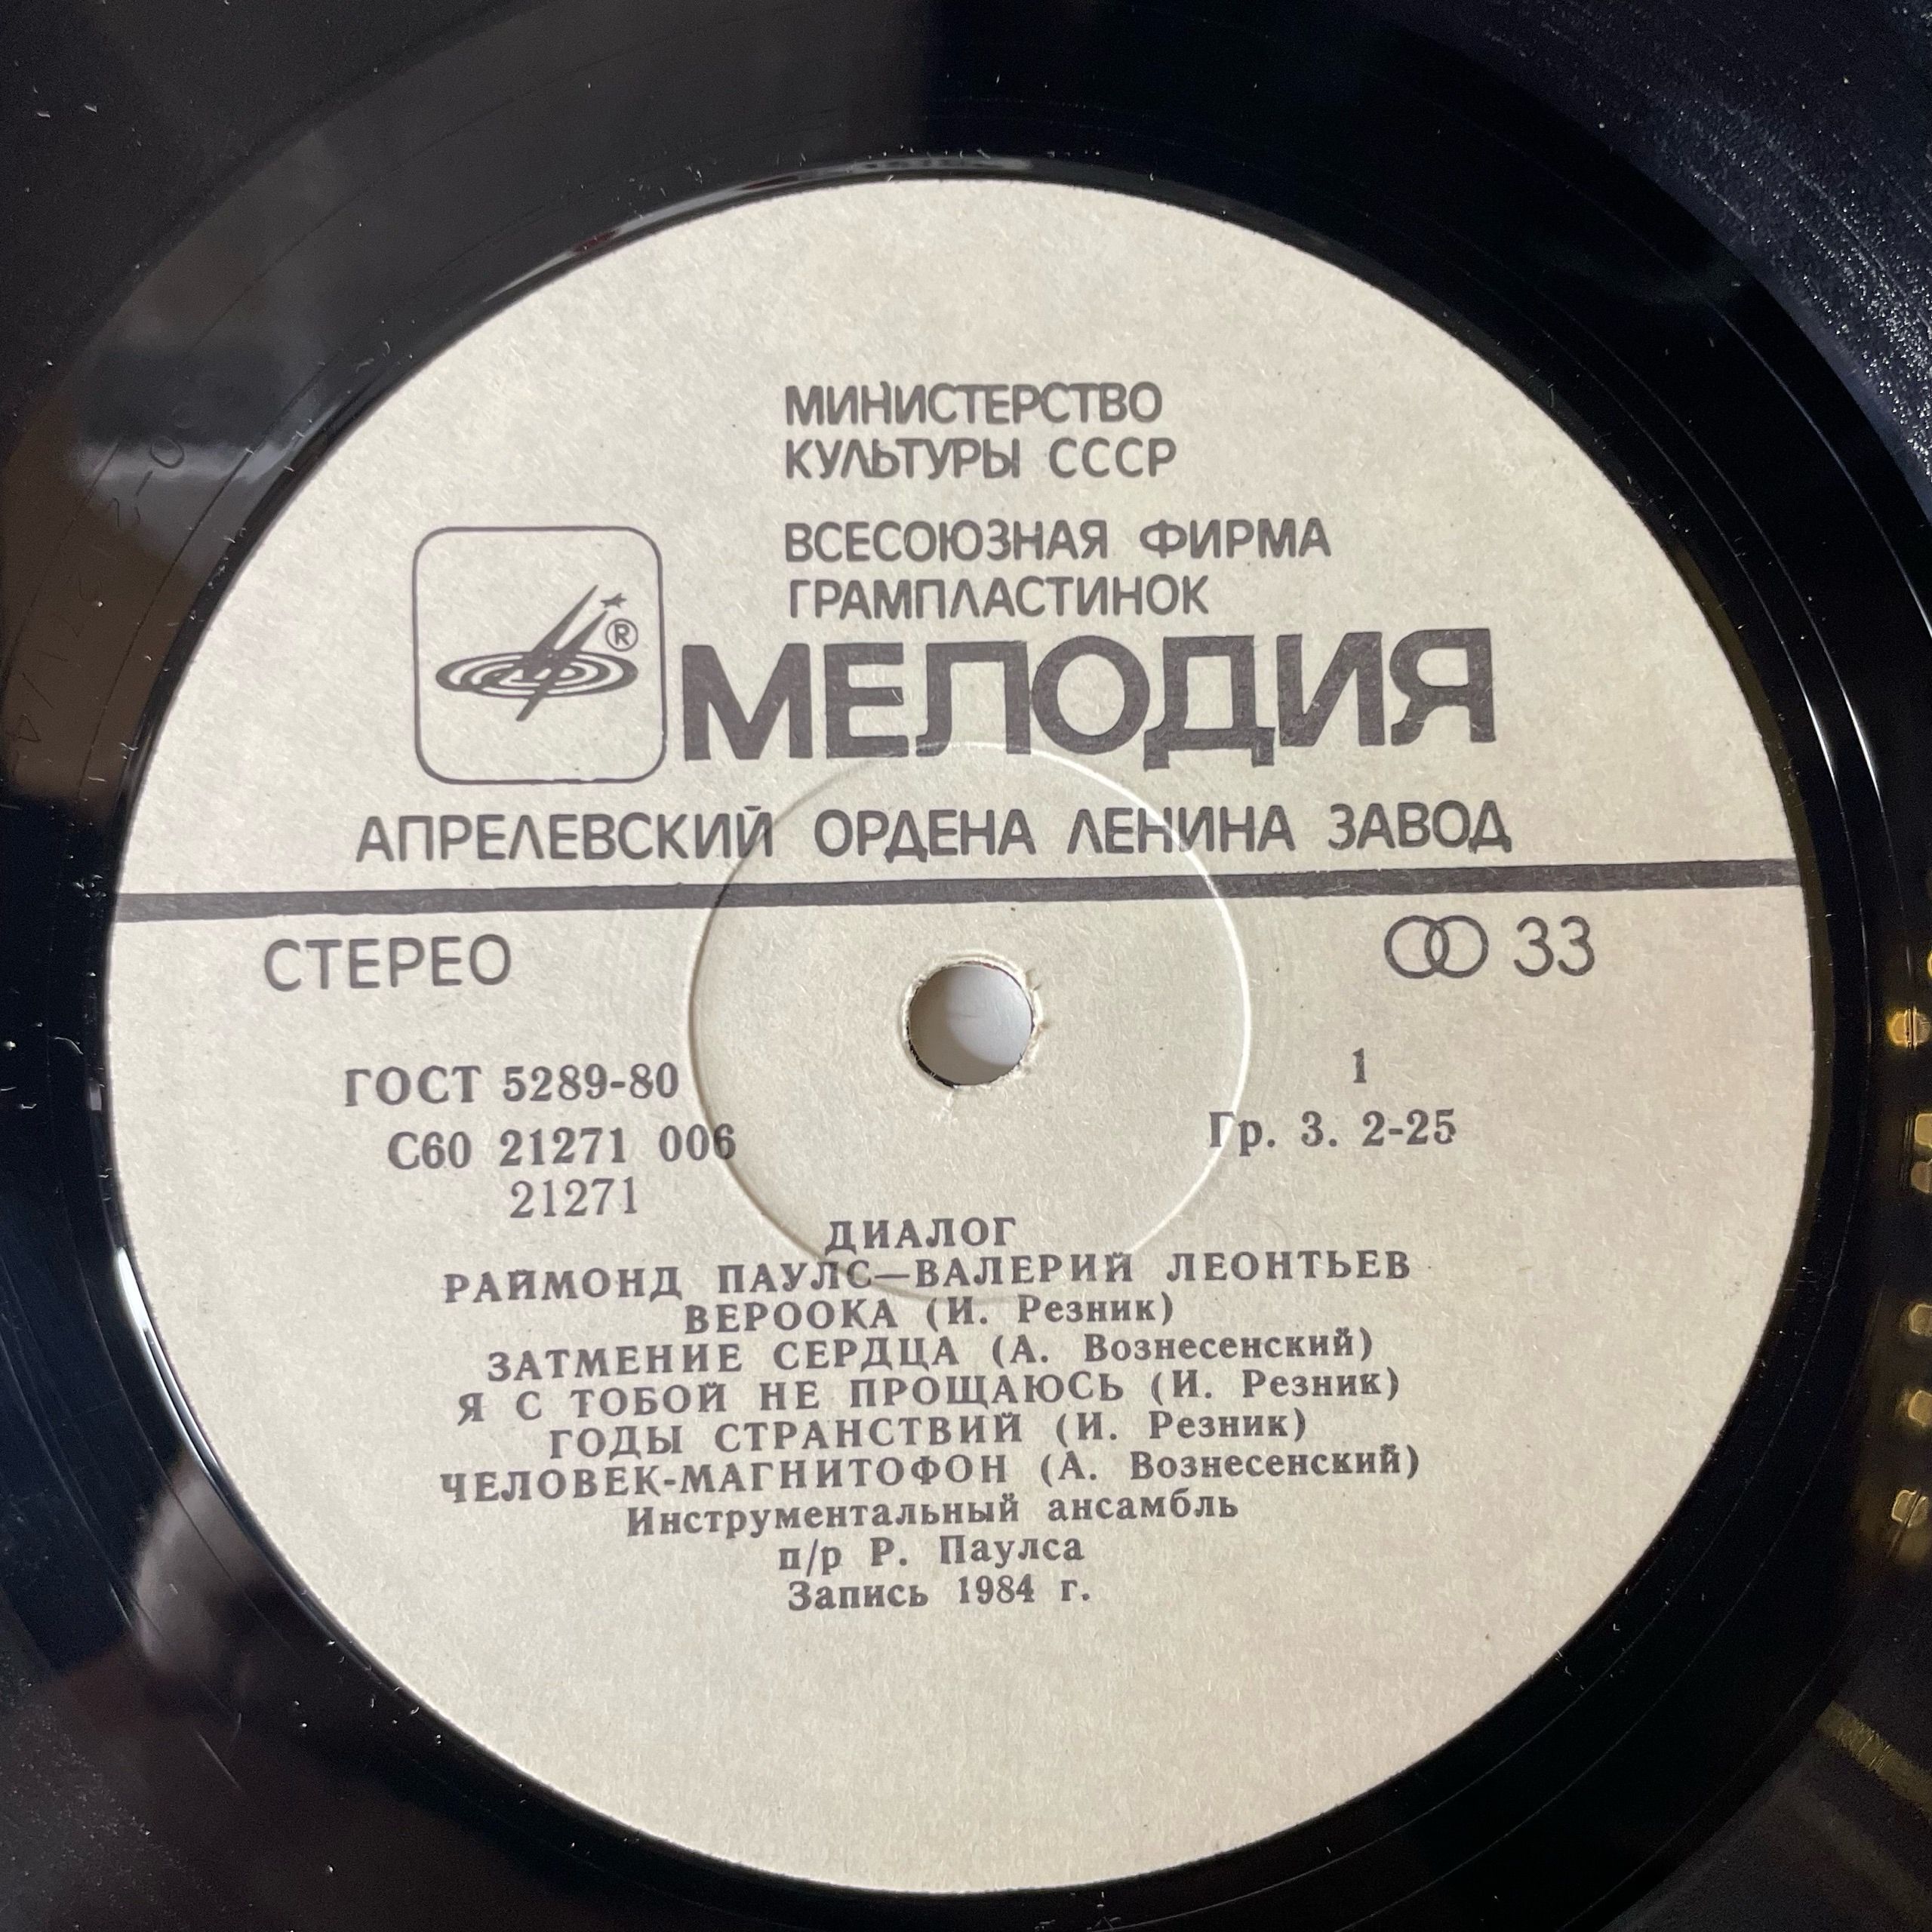 МИНИСТЕРСТВО
КУЛЬТУРЫ СССР
ВСЕСОЮЗНАЯ ФИРМА
ГРАМПЛАСТИНОК
®
МЕЛОДИЯ
АПРЕЛЕВСКИЙ ОРДЕНА ЛЕНИНА ЗАВОД
СТЕРЕО
33
ГОСТ 5289-80
1
С60 21271 006
Гр. 3. 2-25
21271
ДИАЛОГ
РАЙМОНД ПАУЛС—ВАЛЕРИЙ ЛЕОНТЬЕВ
ВЕРООКА (И. Резник)
ЗАТМЕНИЕ СЕРДЦА (А. Вознесенский)
Я С ТОБОЙ НЕ ПРОЩАЮСЬ (И. Резник)
ГОДЫ СТРАНСТВИЙ (И. Резник)
ЧЕЛОВЕК-МАГНИТОФОН (А. Вознесенский)
Инструментальный ансамбль
п/р Р. Паулса
Запись 1984 г.